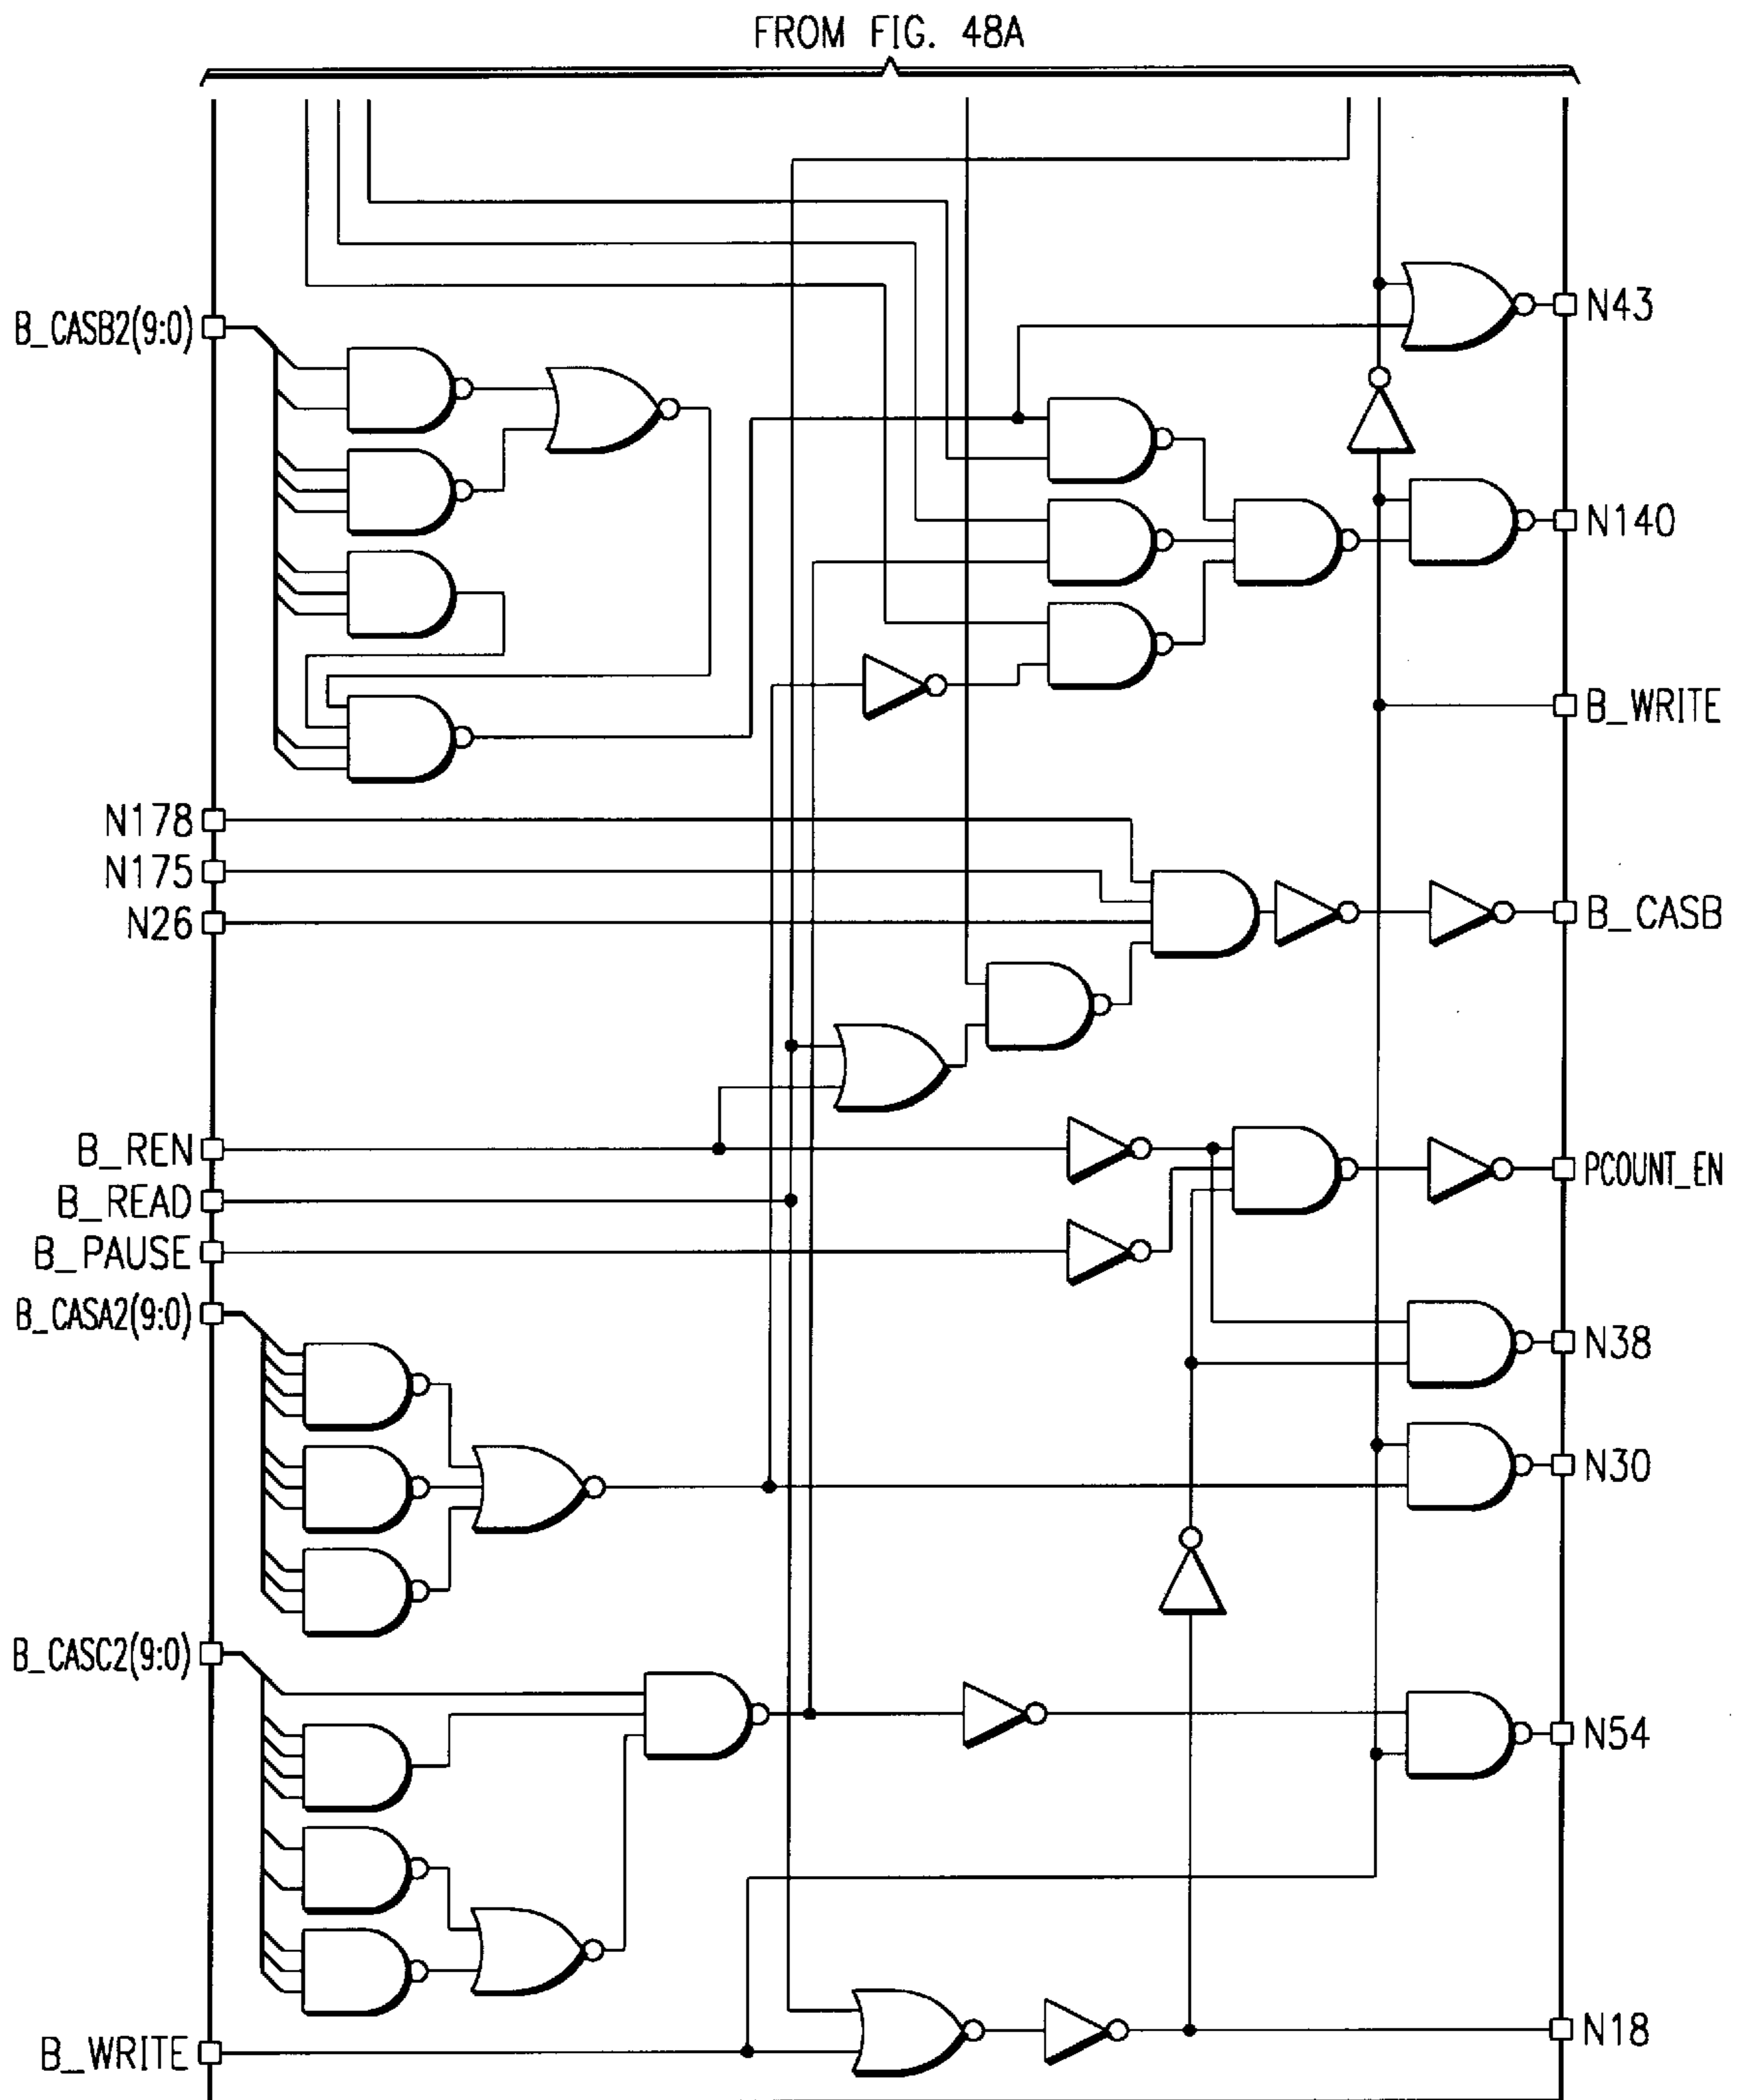 FROM FIG. 48A
B_CASB2(9:0)
N43
N140
B_WRITE
N178
N175
N26
B_CASB
B_REN
B_READ
B_PAUSE
PCOUNT_EN
B_CASA2(9:0)
N38
N30
B_CASC2(9:0)
N54
B_WRITE
N18